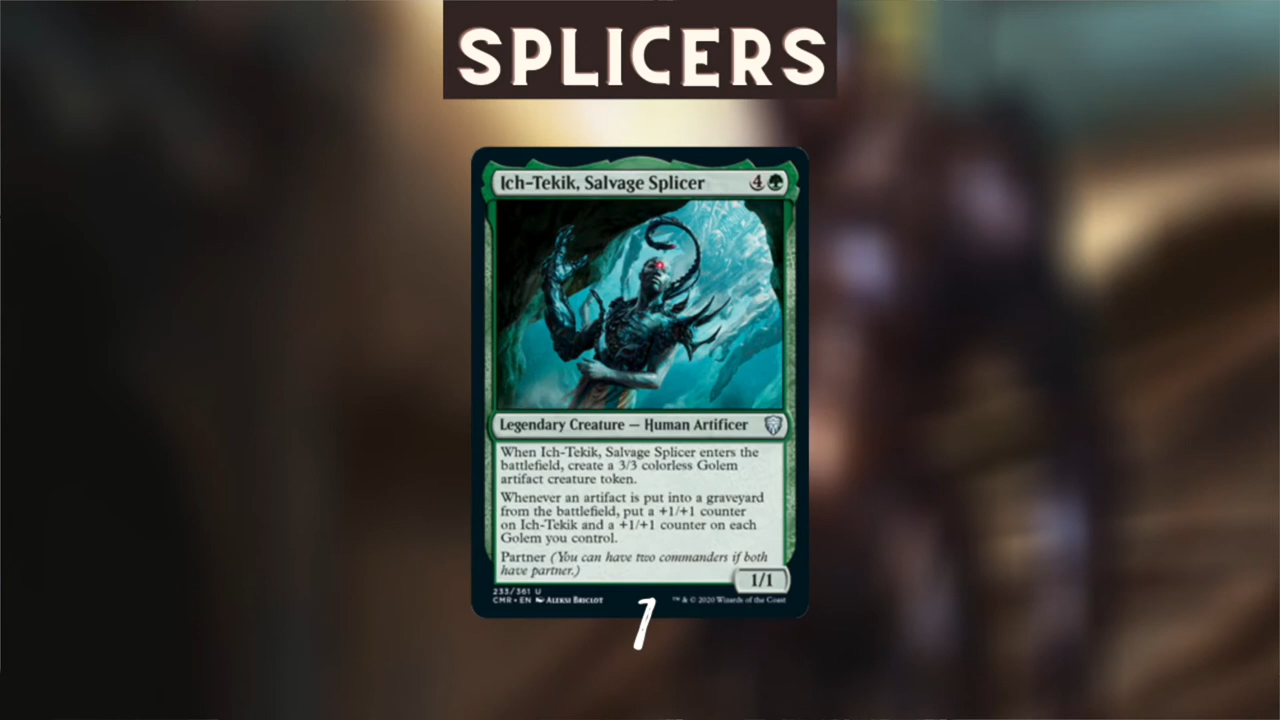 SPLICERS
Ich-Tekik, Salvage Splicer 4
Legendary Creature — Human Artificer
When Ich-Tekik, Salvage Splicer enters the
battlefield, create a 3/3 colorless Golem
artifact creature token.
Whenever an artifact is put into a graveyard
from the battlefield, put a +1/+1 counter
on Ich-Tekik and a +1/+1 counter on each
Golem you control.
Partner (You can have two commanders if both
have partner.)
1/1
233/361 U
CMR • EN Aleksi Briclot ™ & © 2020 Wizards of the Coast
1